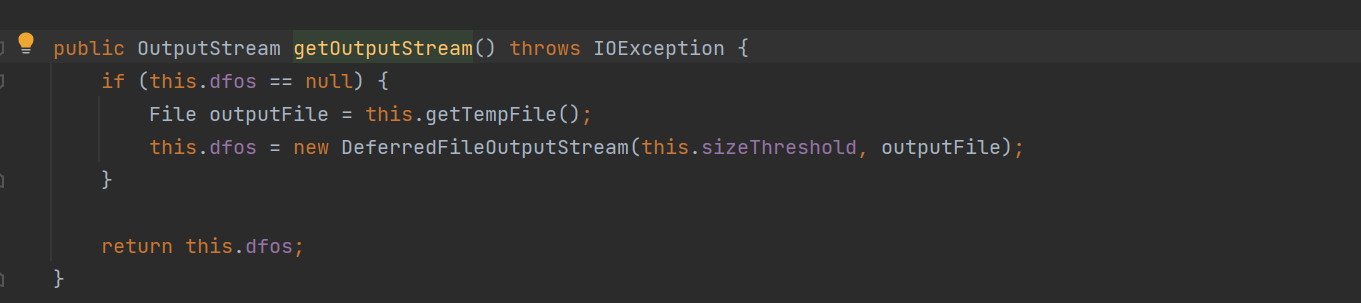 public OutputStream getOutputStream() throws IOException {
if (this.dfos == null) {
File outputFile = this.getTempFile();
this.dfos = new DeferredFileOutputStream(this.sizeThreshold, outputFile);
}
return this.dfos;
}